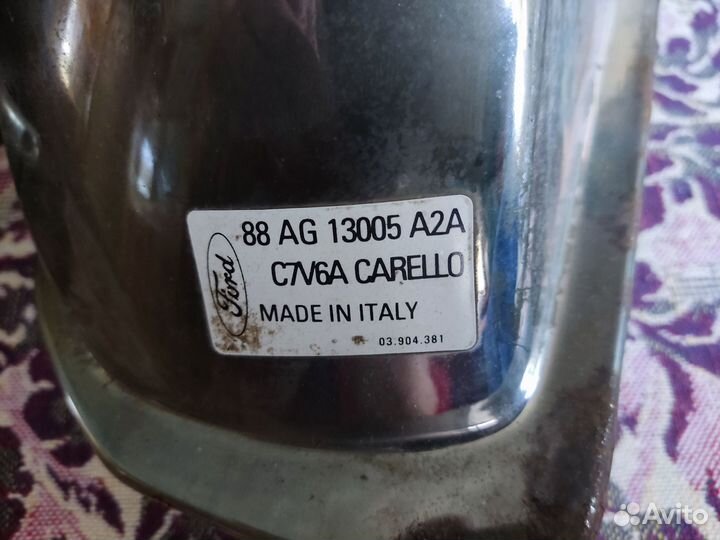 88 AG 13005 A2A
Ford
C7V6A CARELLO
MADE IN ITALY
03.904.381
Avito